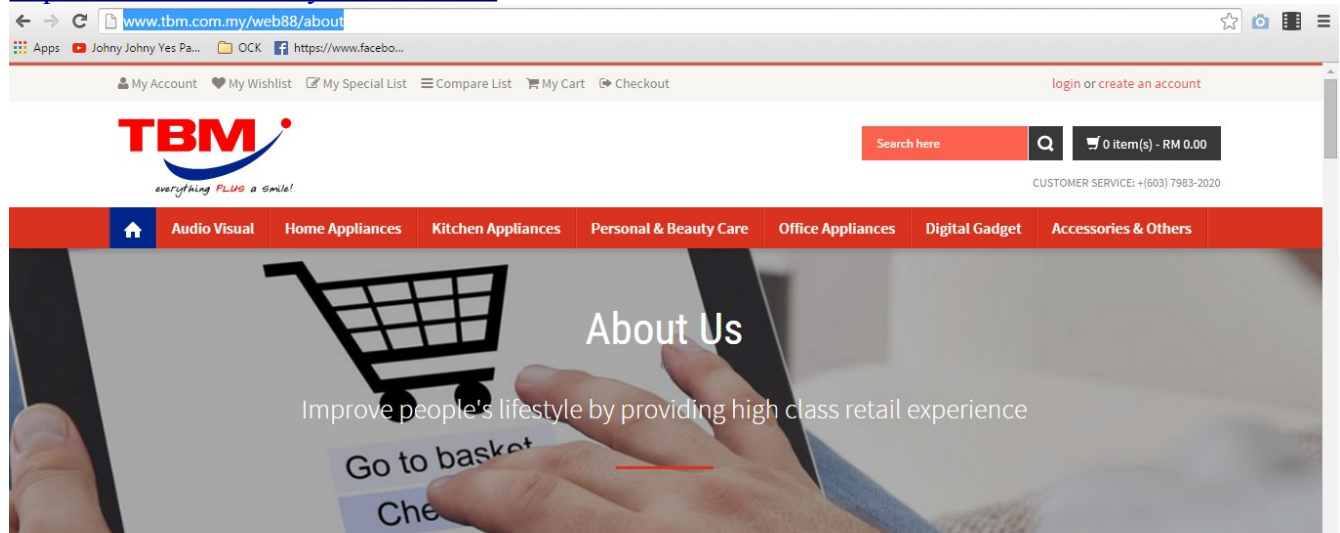 www.tbm.com.my/web88/about
Apps Johny Johny Yes Pa... OCK https://www.facebo...
My Account My Wishlist My Special List Compare List My Cart Checkout login or create an account
TBM
everything PLUS a smile!
Search here 0 item(s) - RM 0.00
CUSTOMER SERVICE: +(603) 7983-2020
Audio Visual Home Appliances Kitchen Appliances Personal & Beauty Care Office Appliances Digital Gadget Accessories & Others
About Us
Improve people's lifestyle by providing high class retail experience
Go to basket
Che